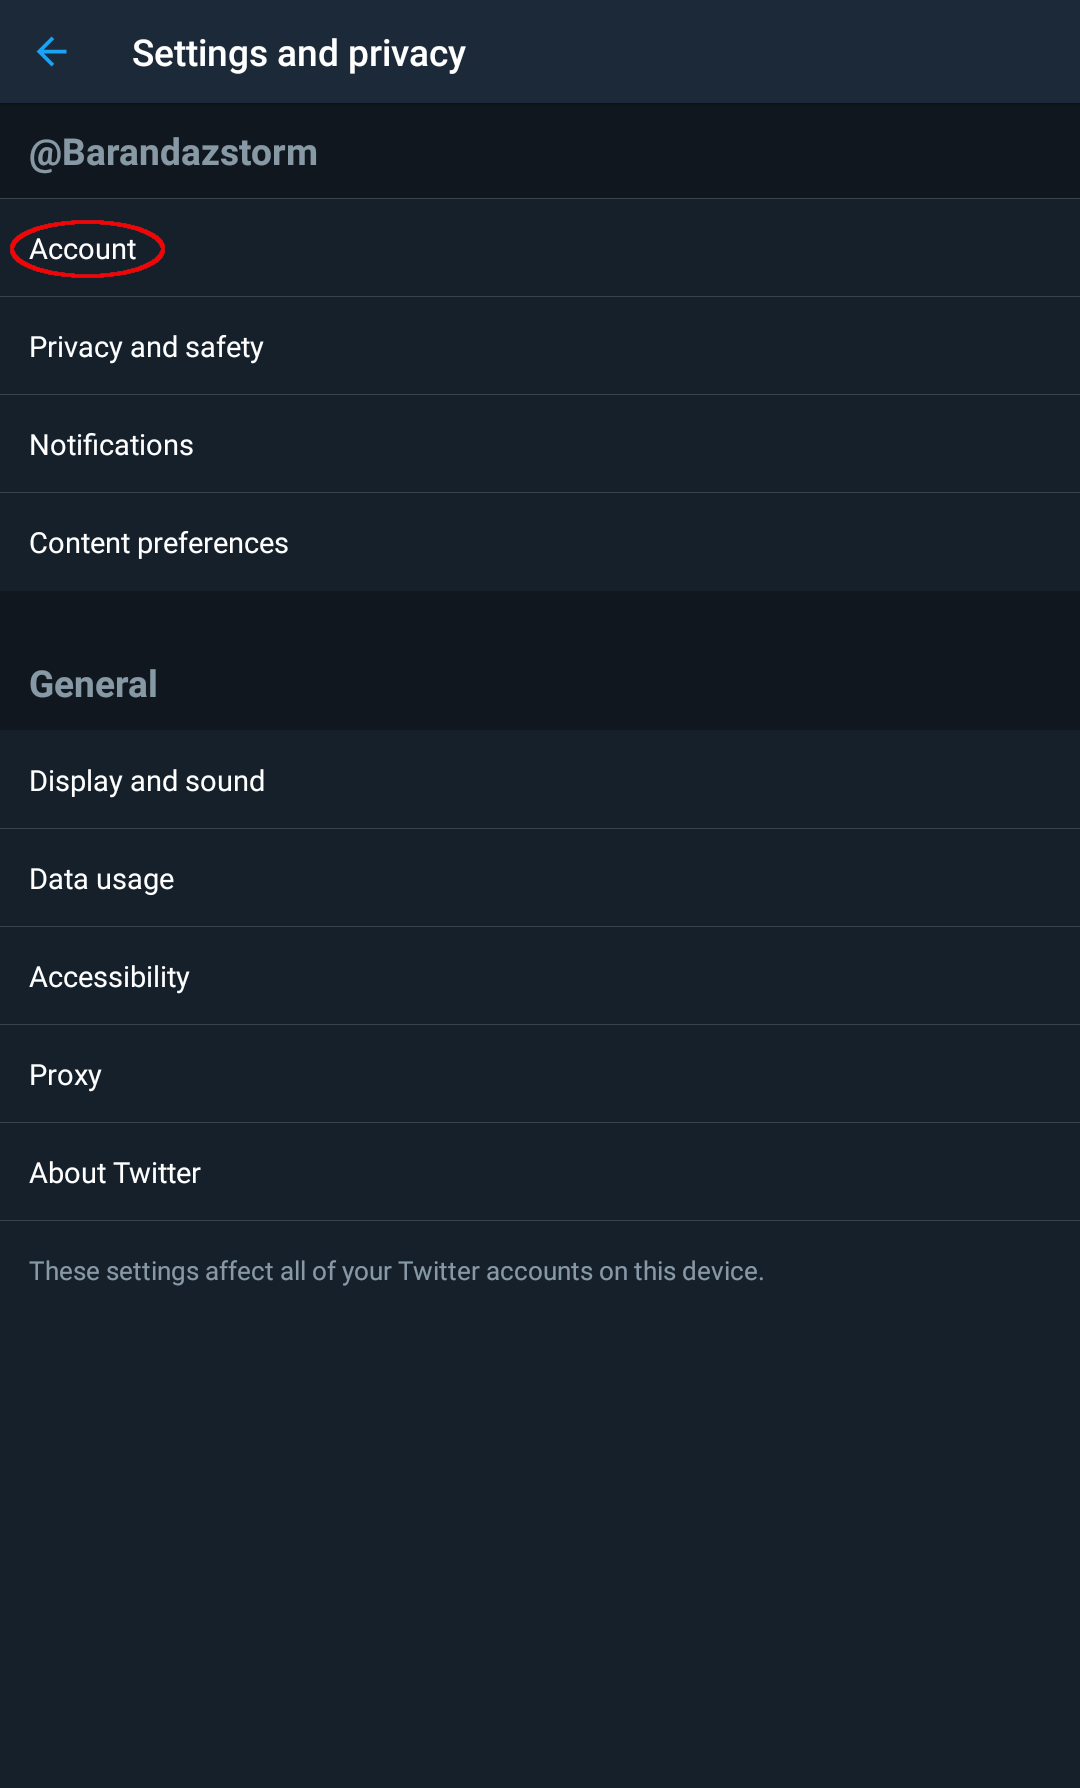 Settings and privacy
@Barandazstorm
Account
Privacy and safety
Notifications
Content preferences
General
Display and sound
Data usage
Accessibility
Proxy
About Twitter
These settings affect all of your Twitter accounts on this device.